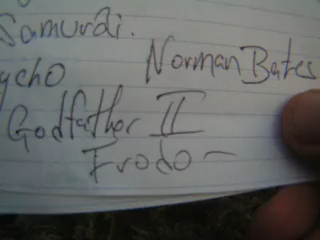 Samurai.
ycho Norman Bates
Godfather II
Frodo -